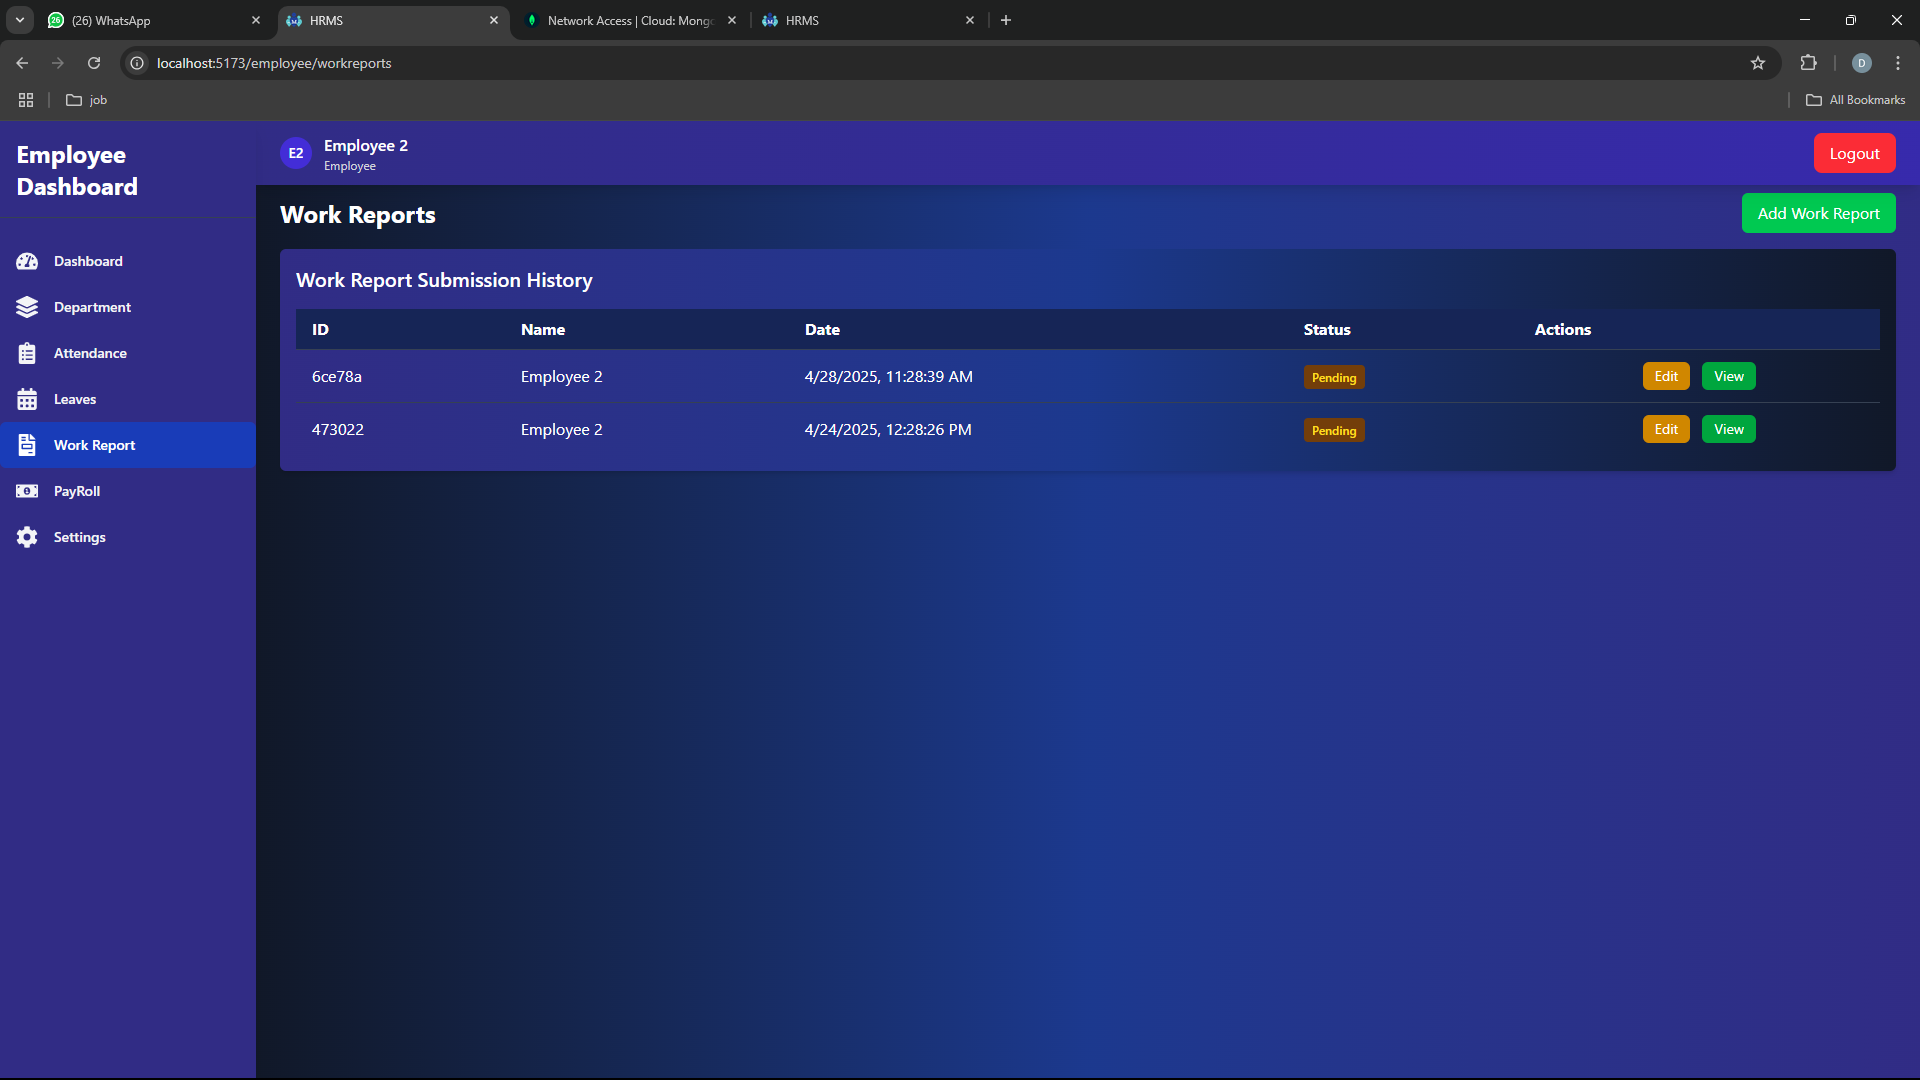 (26) WhatsApp
HRMS
Network Access | Cloud: Mong
HRMS
localhost:5173/employee/workreports
D
job
All Bookmarks
Employee
Dashboard
E2
Employee 2
Employee
Logout
Dashboard
Department
Attendance
Leaves
Work Report
PayRoll
Settings
Work Reports
Add Work Report
Work Report Submission History
ID Name Date Status Actions
6ce78a Employee 2 4/28/2025, 11:28:39 AM Pending Edit View
473022 Employee 2 4/24/2025, 12:28:26 PM Pending Edit View